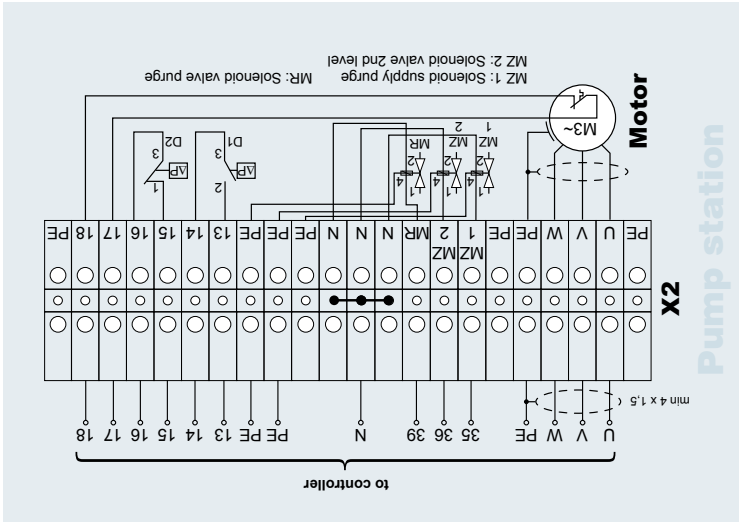 to controller
U V W PE 35 36 39 N PE PE 13 14 15 16 17 18
min 4 x 1,5
X2
PE U V W PE PE MZ 1 MZ 2 MR N N N PE PE PE 13 14 15 16 17 18 PE
1 1 1 2 1
4 4 4 ΔP ΔP
2 2 2 3 3
MZ 1 MZ 2 MR D1 D2
M3~
Motor
MZ 1: Solenoid supply purge MR: Solenoid valve purge
MZ 2: Solenoid valve 2nd level
Pump station